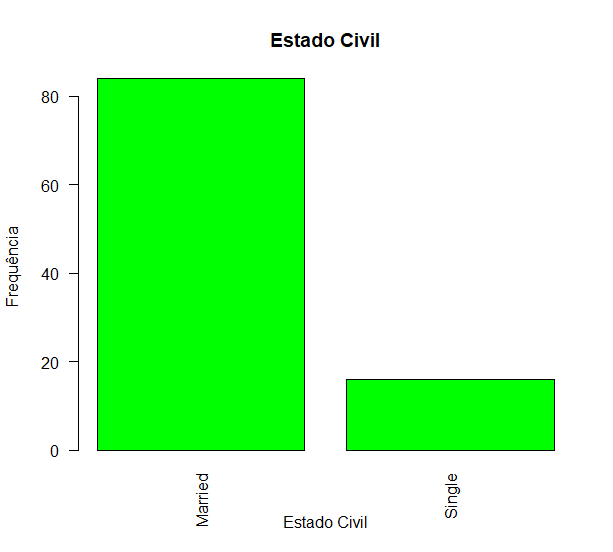 Estado Civil
Frequência
80
60
40
20
0
Married
Single
Estado Civil